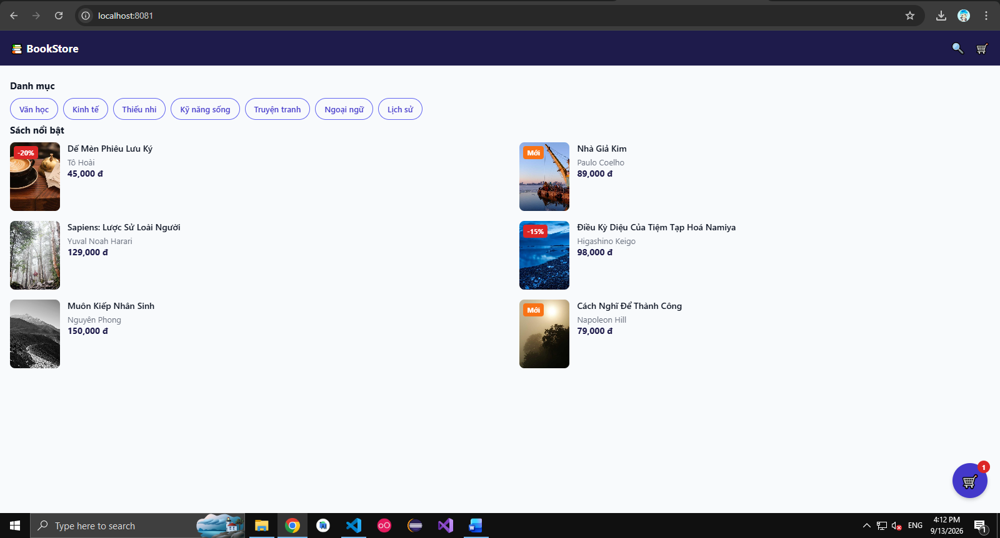 localhost:8081
BookStore
Danh mục
Văn học
Kinh tế
Thiếu nhi
Kỹ năng sống
Truyện tranh
Ngoại ngữ
Lịch sử
Sách nổi bật
-20%
Dế Mèn Phiêu Lưu Ký
Tô Hoài
45,000 đ
Mới
Nhà Giả Kim
Paulo Coelho
89,000 đ
Sapiens: Lược Sử Loài Người
Yuval Noah Harari
129,000 đ
-15%
Điều Kỳ Diệu Của Tiệm Tạp Hoá Namiya
Higashino Keigo
98,000 đ
Muôn Kiếp Nhân Sinh
Nguyên Phong
150,000 đ
Mới
Cách Nghĩ Để Thành Công
Napoleon Hill
79,000 đ
1
Type here to search
ENG
4:12 PM
9/13/2026
1